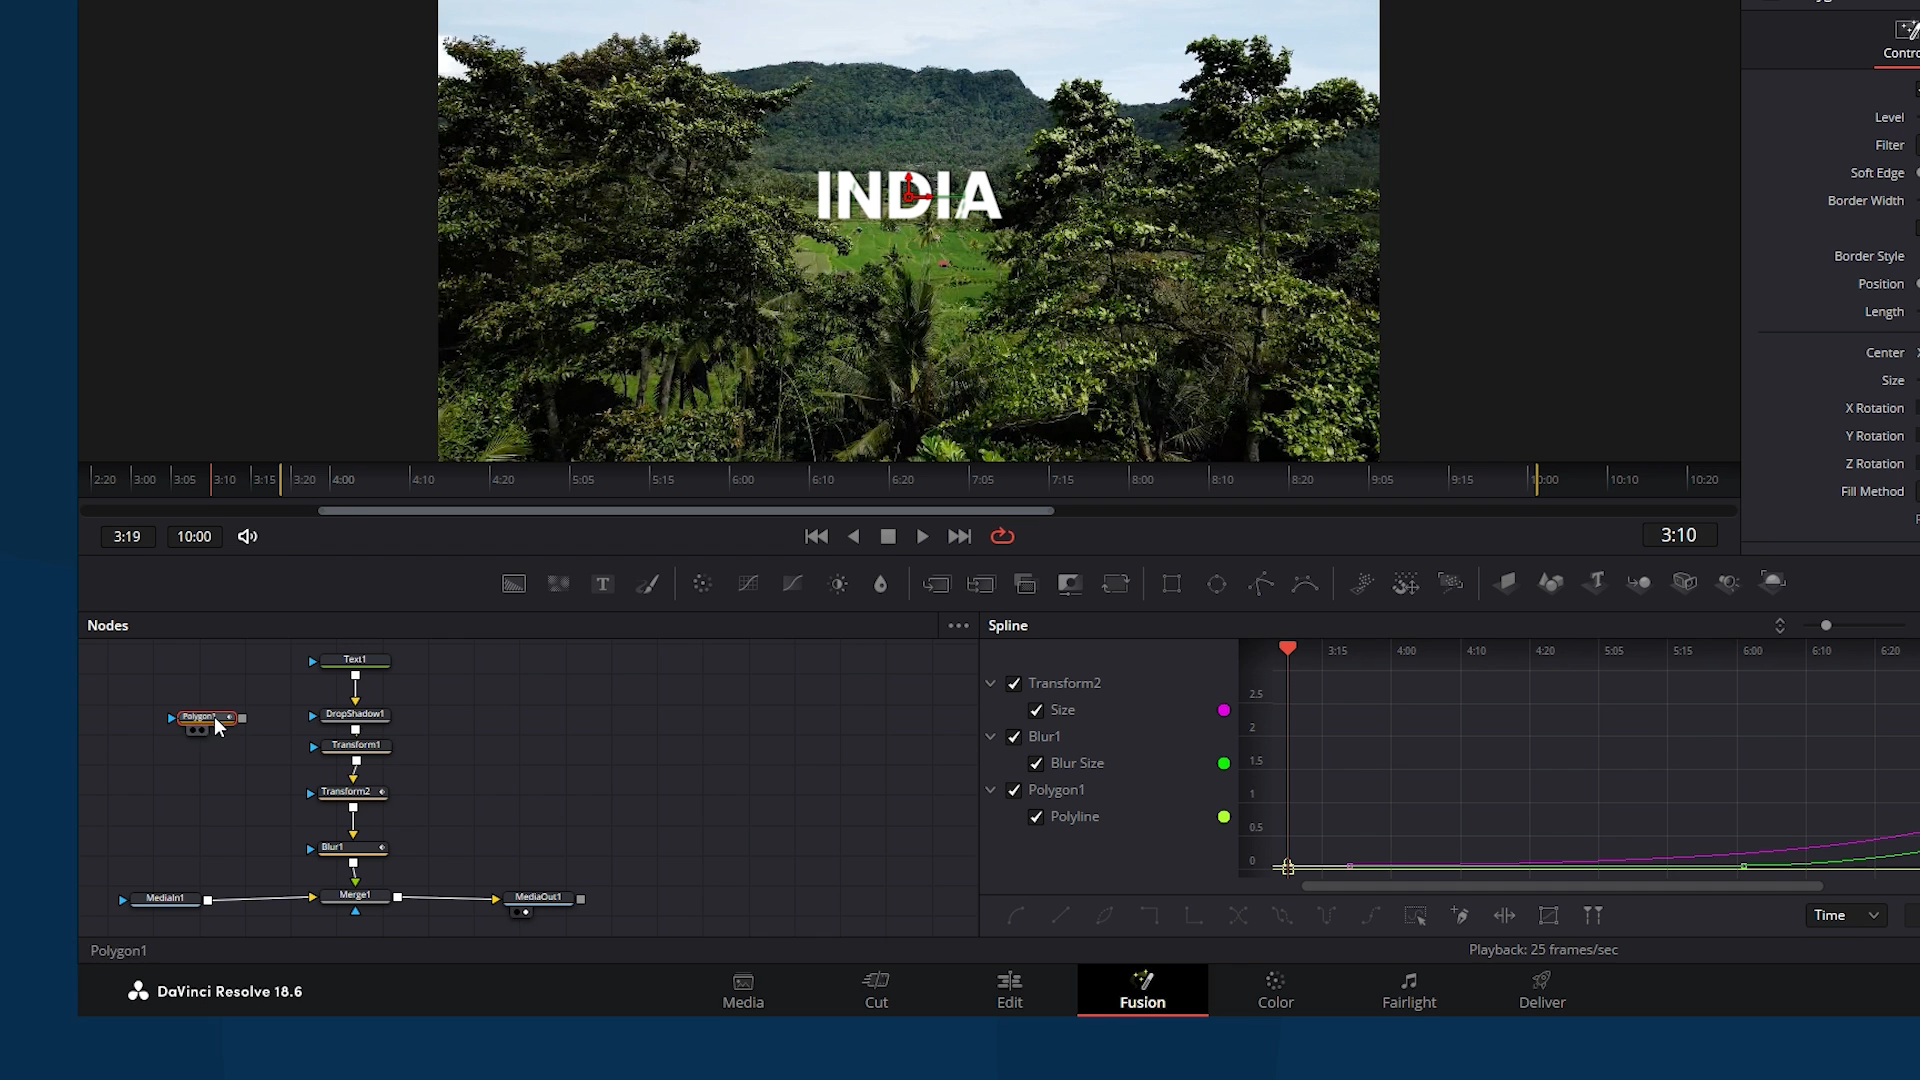 INDIA
Level
Filter
Soft Edge
Border Width
Border Style
Position
Length
Center
Size
X Rotation
Y Rotation
Z Rotation
Fill Method
2:20 3:00 3:05 3:10 3:15 3:20 4:00 4:10 4:20 5:05 5:15 6:00 6:10 6:20 7:05 7:15 8:00 8:10 8:20 9:05 9:15 10:00 10:10 10:20
3:19 10:00 3:10
Nodes
Spline
Text1
Polygon1
DropShadow1
Transform1
Transform2
Blur1
MediaIn1
Merge1
MediaOut1
Transform2
Size
Blur1
Blur Size
Polygon1
Polyline
3:15 4:00 4:10 4:20 5:05 5:15 6:00 6:10 6:20
2.5
2
1.5
1
0.5
0
Time
Polygon1
Playback: 25 frames/sec
DaVinci Resolve 18.6
Media
Cut
Edit
Fusion
Color
Fairlight
Deliver